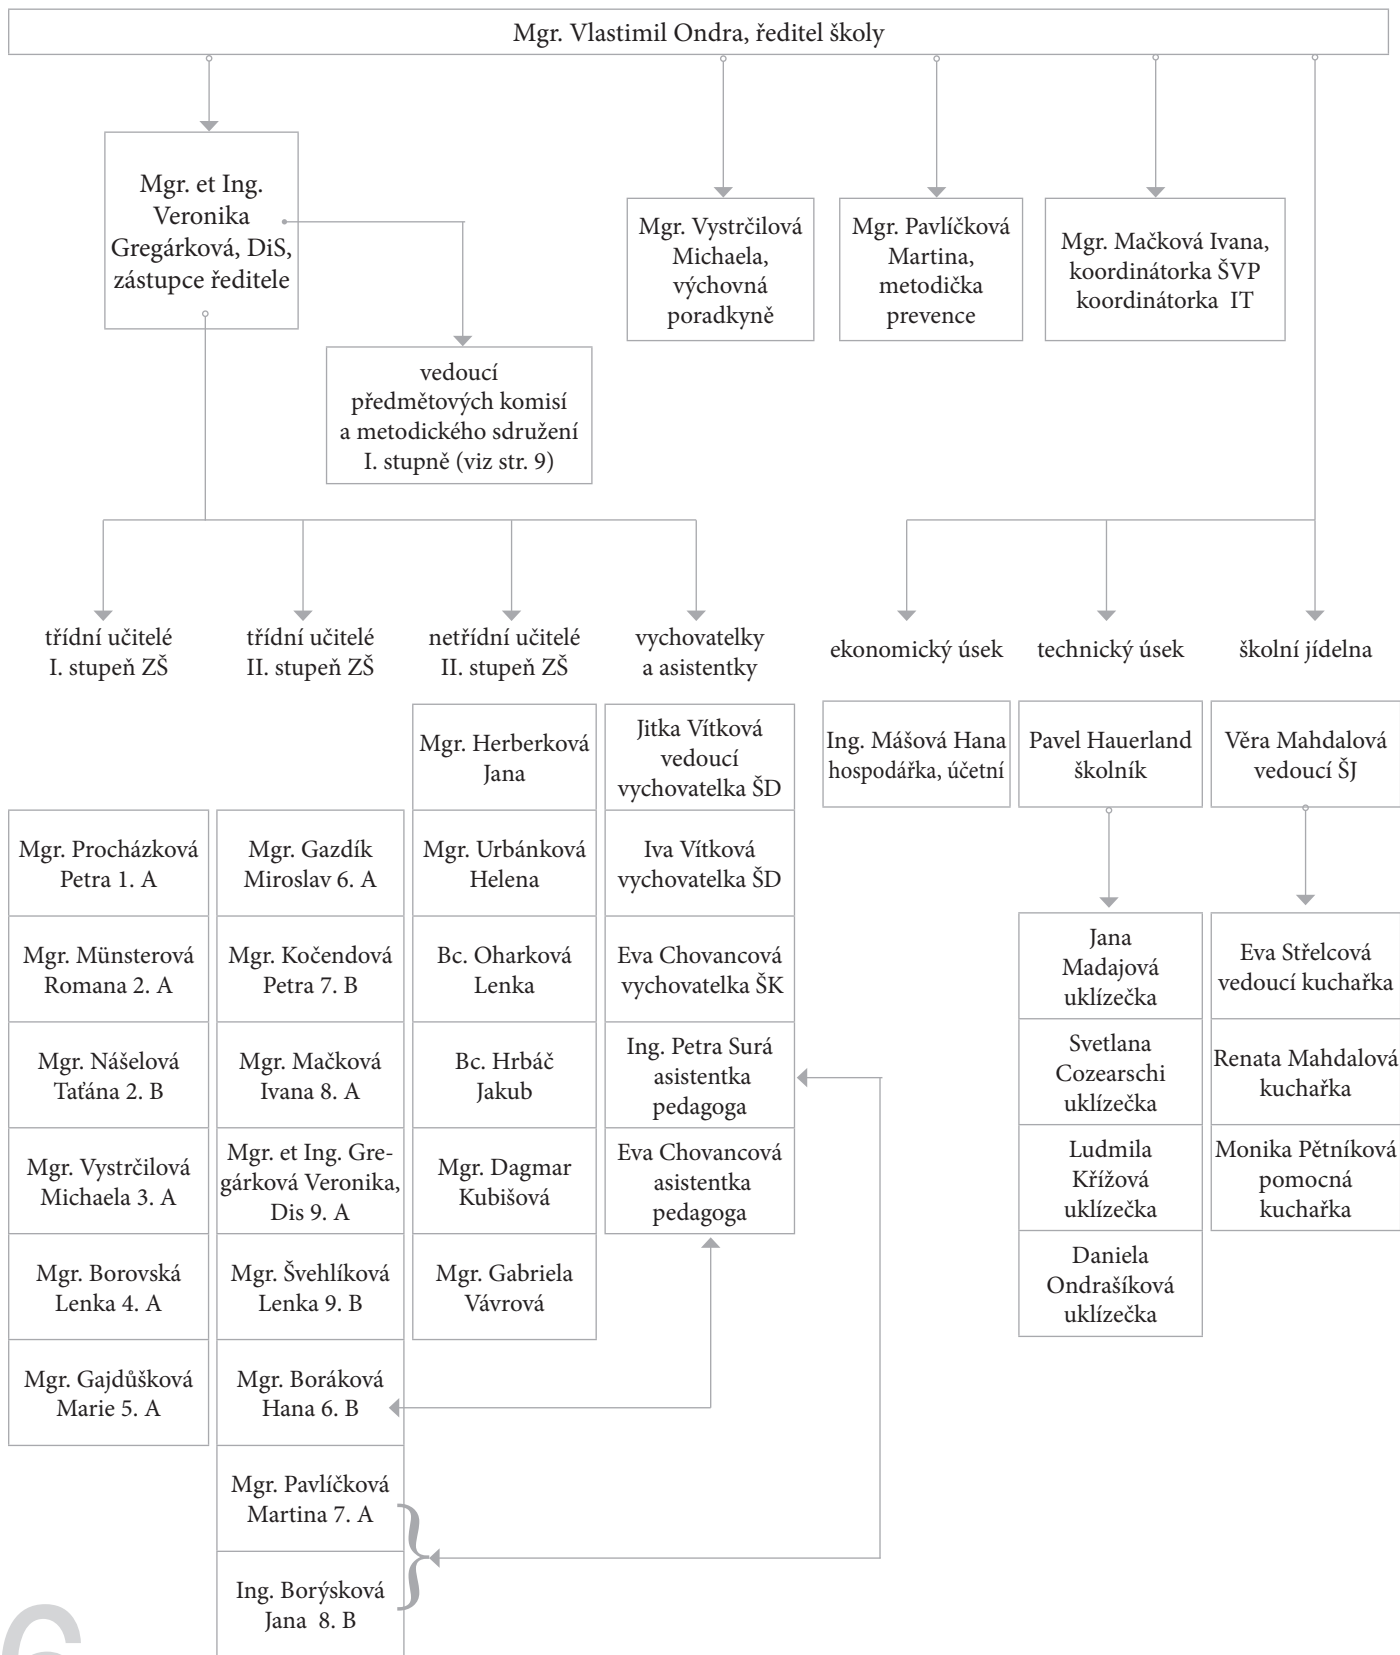 Mgr. Vlastimil Ondra, ředitel školy
Mgr. et Ing.
Veronika
Gregárková, DiS,
zástupce ředitele
Mgr. Vystrčilová
Michaela,
výchovná
poradkyně
Mgr. Pavlíčková
Martina,
metodička
prevence
Mgr. Mačková Ivana,
koordinátorka ŠVP
koordinátorka IT
vedoucí
předmětových komisí
a metodického sdružení
I. stupně (viz str. 9)
třídní učitelé
I. stupeň ZŠ
třídní učitelé
II. stupeň ZŠ
netřídní učitelé
II. stupeň ZŠ
vychovatelky
a asistentky
ekonomický úsek
technický úsek
školní jídelna
Mgr. Procházková
Petra 1. A
Mgr. Münsterová
Romana 2. A
Mgr. Nášelová
Taťána 2. B
Mgr. Vystrčilová
Michaela 3. A
Mgr. Borovská
Lenka 4. A
Mgr. Gajdůšková
Marie 5. A
Mgr. Gazdík
Miroslav 6. A
Mgr. Kočendová
Petra 7. B
Mgr. Mačková
Ivana 8. A
Mgr. et Ing. Gre-
gárková Veronika,
Dis 9. A
Mgr. Švehlíková
Lenka 9. B
Mgr. Boráková
Hana 6. B
Mgr. Pavlíčková
Martina 7. A
Ing. Borýsková
Jana 8. B
Mgr. Herberková
Jana
Mgr. Urbánková
Helena
Bc. Oharková
Lenka
Bc. Hrbáč
Jakub
Mgr. Dagmar
Kubišová
Mgr. Gabriela
Vávrová
Jitka Vítková
vedoucí
vychovatelka ŠD
Iva Vítková
vychovatelka ŠD
Eva Chovancová
vychovatelka ŠK
Ing. Petra Surá
asistentka
pedagoga
Eva Chovancová
asistentka
pedagoga
Ing. Mášová Hana
hospodářka, účetní
Pavel Hauerland
školník
Jana
Madajová
uklízečka
Svetlana
Cozearschi
uklízečka
Ludmila
Křížová
uklízečka
Daniela
Ondrašíková
uklízečka
Věra Mahdalová
vedoucí ŠJ
Eva Střelcová
vedoucí kuchařka
Renata Mahdalová
kuchařka
Monika Pětníková
pomocná
kuchařka
6